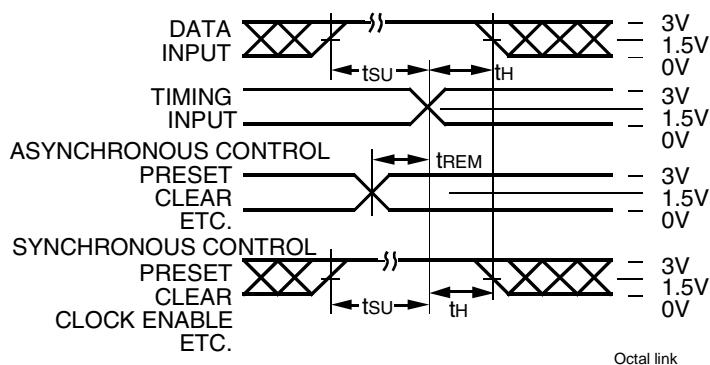 DATA
INPUT
3V
1.5V
0V
tSU
tH
TIMING
INPUT
3V
1.5V
0V
ASYNCHRONOUS CONTROL
PRESET
CLEAR
ETC.
tREM
3V
1.5V
0V
SYNCHRONOUS CONTROL
PRESET
CLEAR
CLOCK ENABLE
ETC.
3V
1.5V
0V
tSU
tH
Octal link